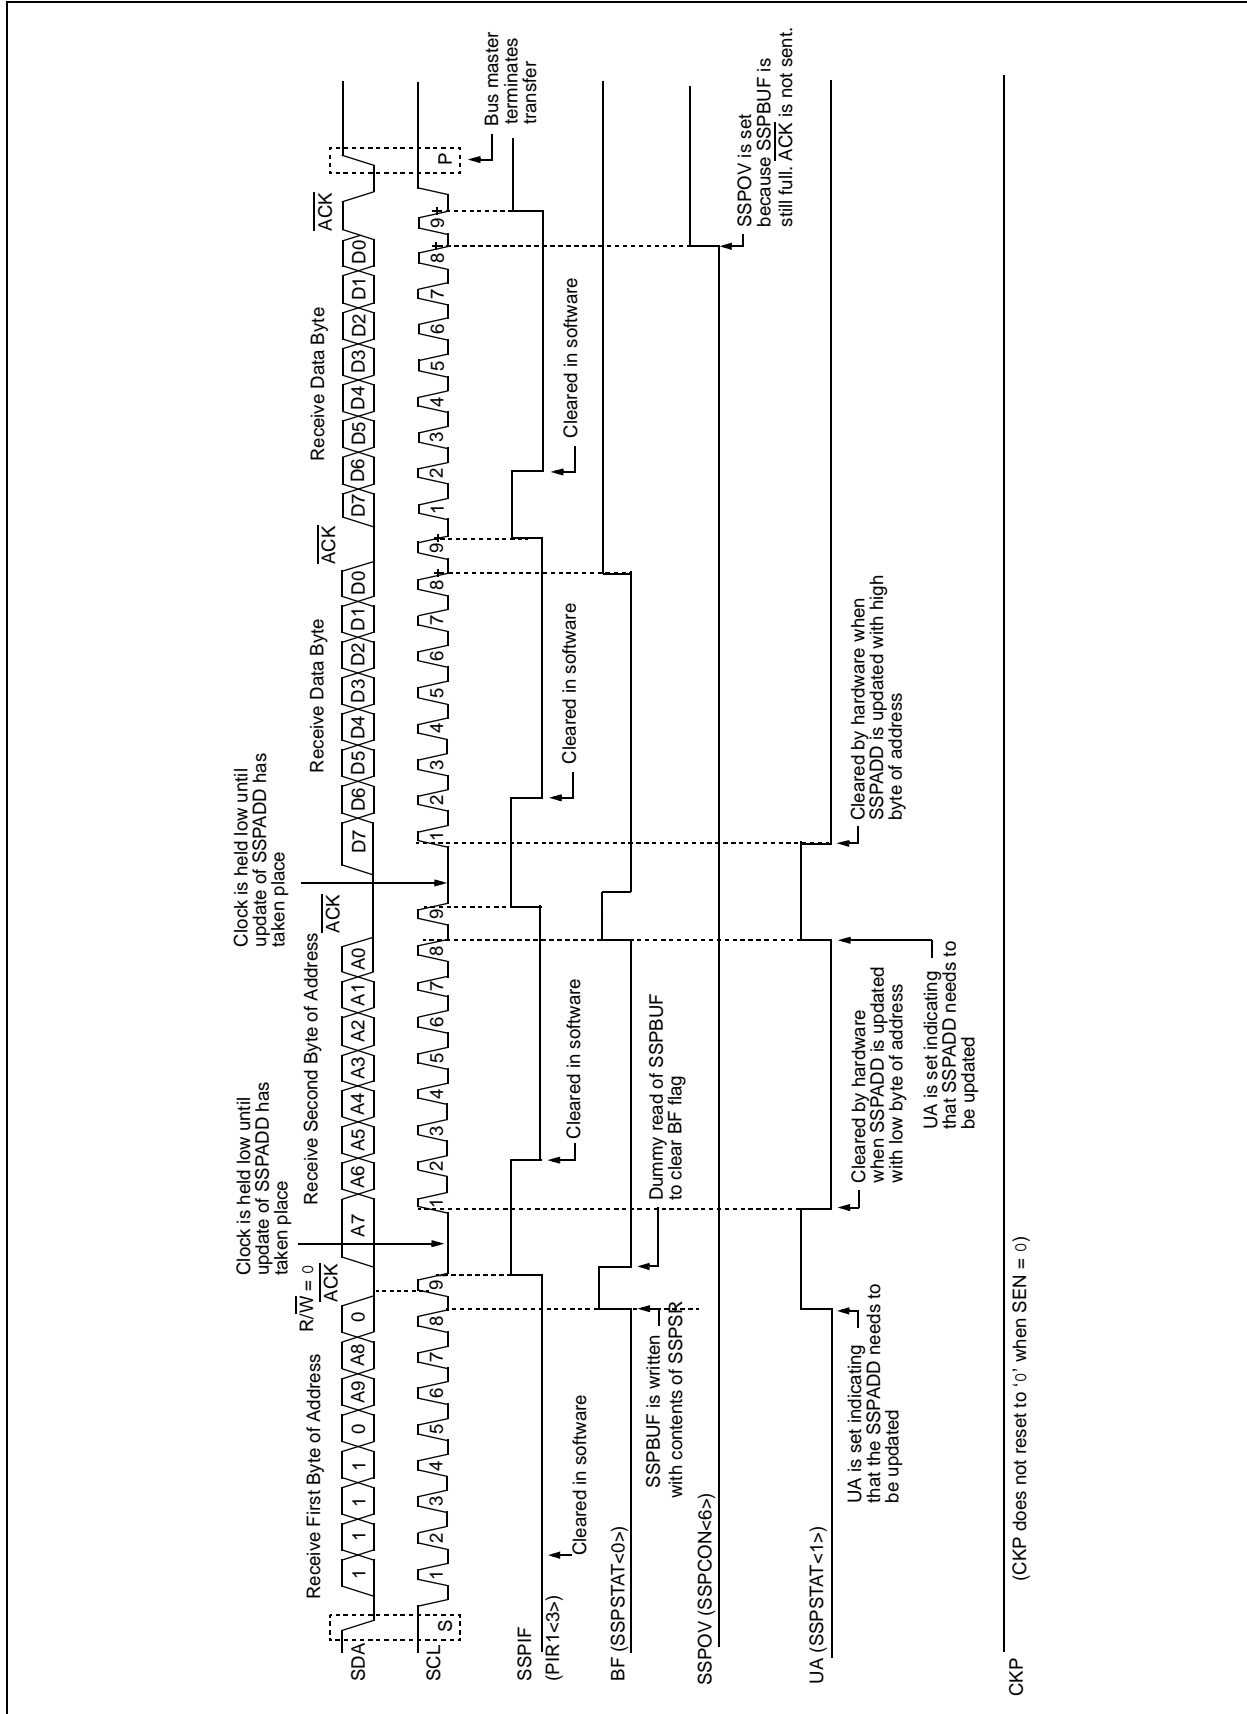 Receive First Byte of Address
R/W = 0
ACK
Clock is held low until
update of SSPADD has
taken place
Receive Second Byte of Address
ACK
Clock is held low until
update of SSPADD has
taken place
Receive Data Byte
ACK
Receive Data Byte
ACK
SDA
1 1 1 1 0 A9 A8 0 A7 A6 A5 A4 A3 A2 A1 A0 D7 D6 D5 D4 D3 D2 D1 D0 D7 D6 D5 D4 D3 D2 D1 D0
SCL
S 1 2 3 4 5 6 7 8 9 1 2 3 4 5 6 7 8 9 1 2 3 4 5 6 7 8 9 1 2 3 4 5 6 7 8 9 P
Bus master
terminates
transfer
SSPIF
(PIR1<3>)
Cleared in software
Cleared in software
Cleared in software
Cleared in software
BF (SSPSTAT<0>)
SSPBUF is written
with contents of SSPSR
Dummy read of SSPBUF
to clear BF flag
SSPOV (SSPCON<6>)
SSPOV is set
because SSPBUF is
still full. ACK is not sent.
UA (SSPSTAT<1>)
UA is set indicating
that the SSPADD needs to
be updated
Cleared by hardware
when SSPADD is updated
with low byte of address
UA is set indicating
that SSPADD needs to
be updated
Cleared by hardware when
SSPADD is updated with high
byte of address
CKP
(CKP does not reset to ‘0’ when SEN = 0)